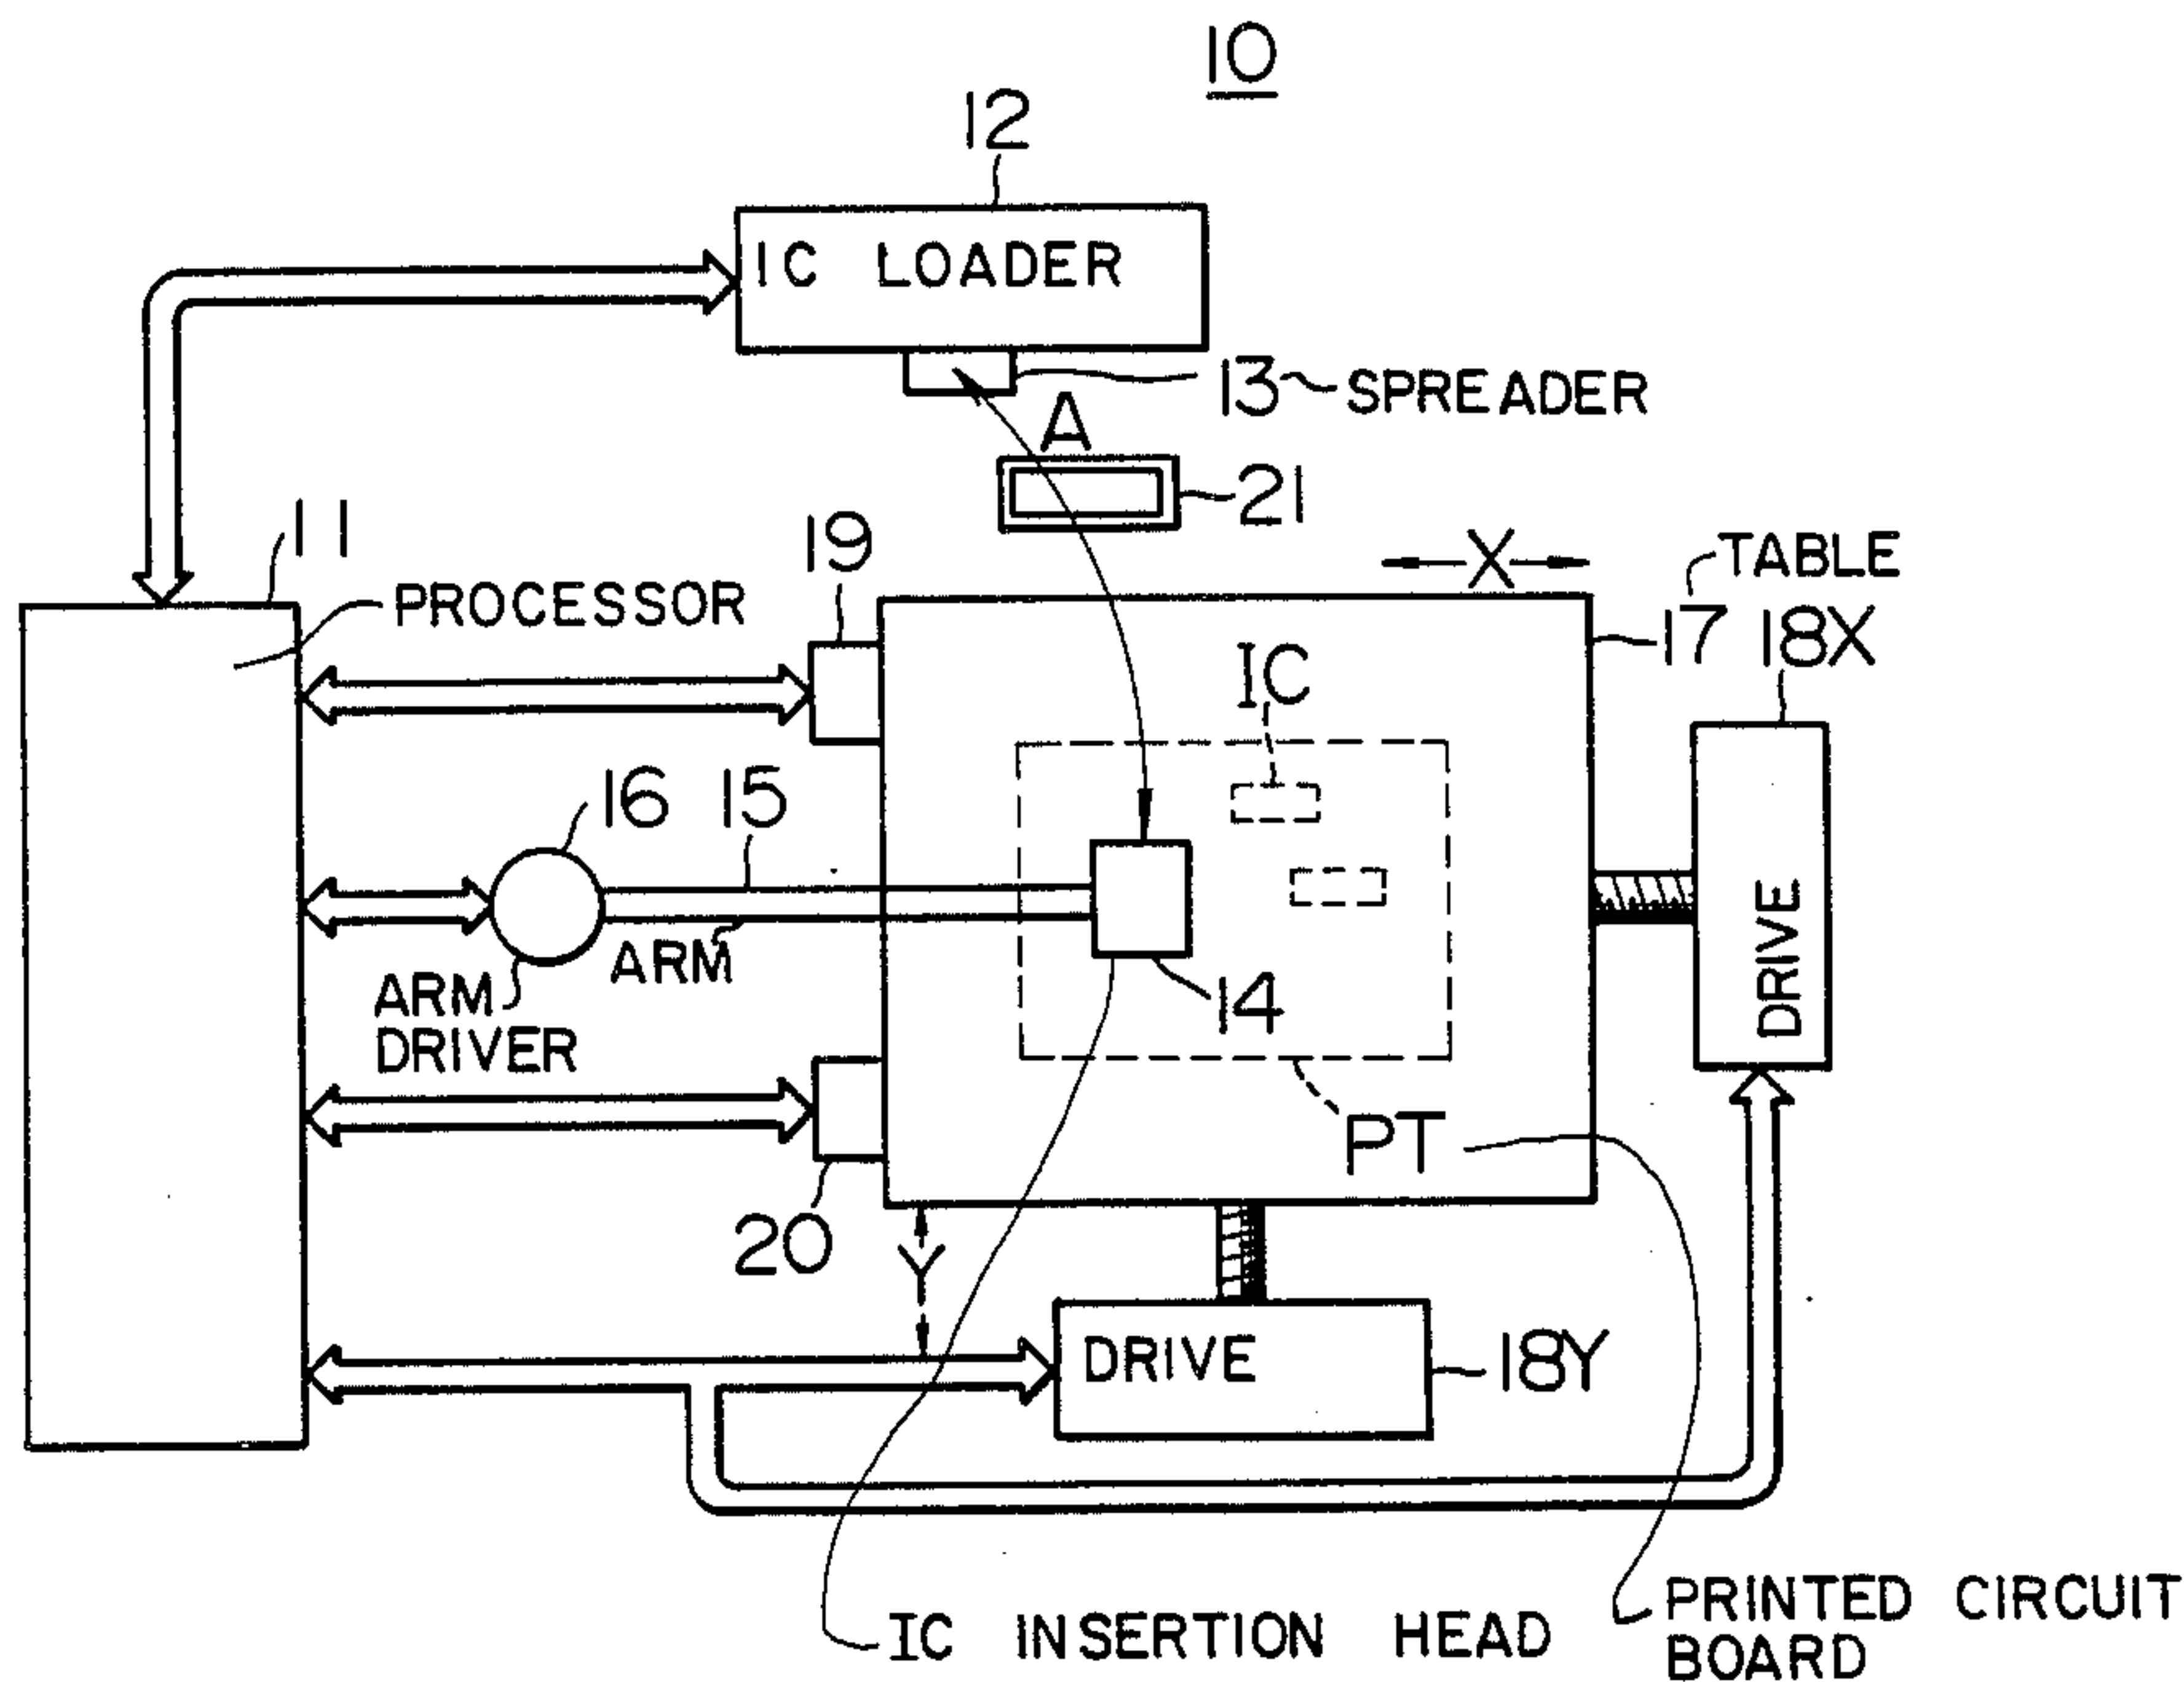 10
12
IC LOADER
13 SPREADER
A
21
11
19
X
TABLE
PROCESSOR
17
18X
IC
16
15
ARM
14
DRIVE
ARM
DRIVER
PT
20
Y
DRIVE
18Y
IC INSERTION HEAD
PRINTED CIRCUIT
BOARD